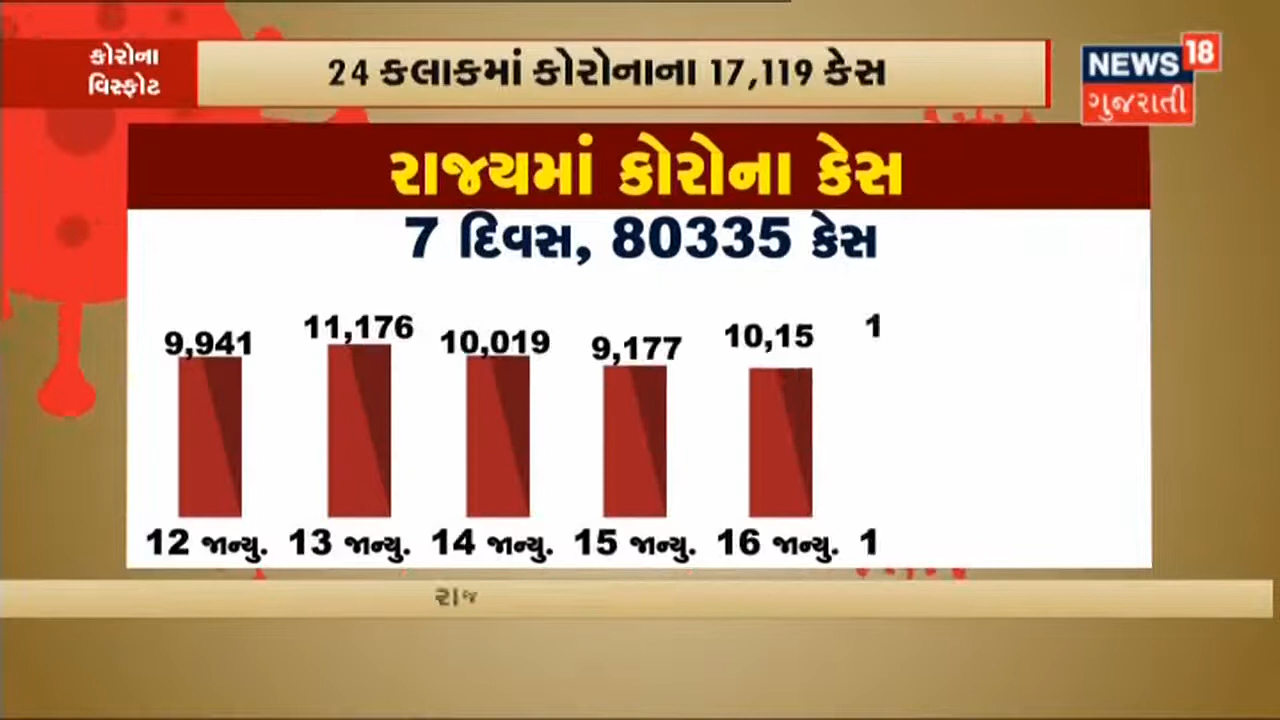 કોરોના
વિસ્ફોટ
24 કલાકમાં કોરોનાના 17,119 કેસ
NEWS 18
ગુજરાતી
રાજ્યમાં કોરોના કેસ
7 દિવસ, 80335 કેસ
9,941 11,176 10,019 9,177 10,15 1
12 જાન્યુ. 13 જાન્યુ. 14 જાન્યુ. 15 જાન્યુ. 16 જાન્યુ. 1
રાજ